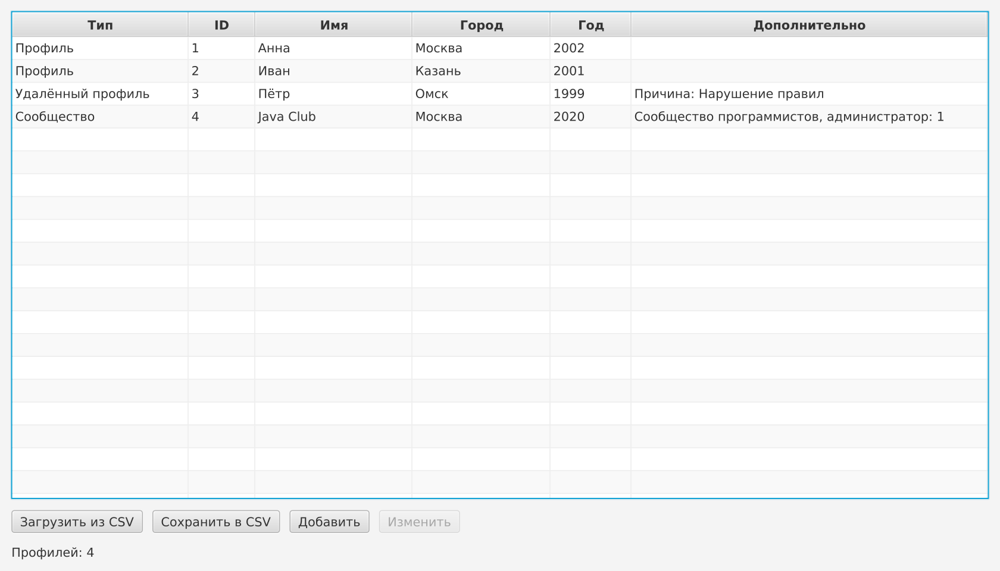 Тип ID Имя Город Год Дополнительно
Профиль 1 Анна Москва 2002
Профиль 2 Иван Казань 2001
Удалённый профиль 3 Пётр Омск 1999 Причина: Нарушение правил
Сообщество 4 Java Club Москва 2020 Сообщество программистов, администратор: 1
Загрузить из CSV Сохранить в CSV Добавить Изменить
Профилей: 4